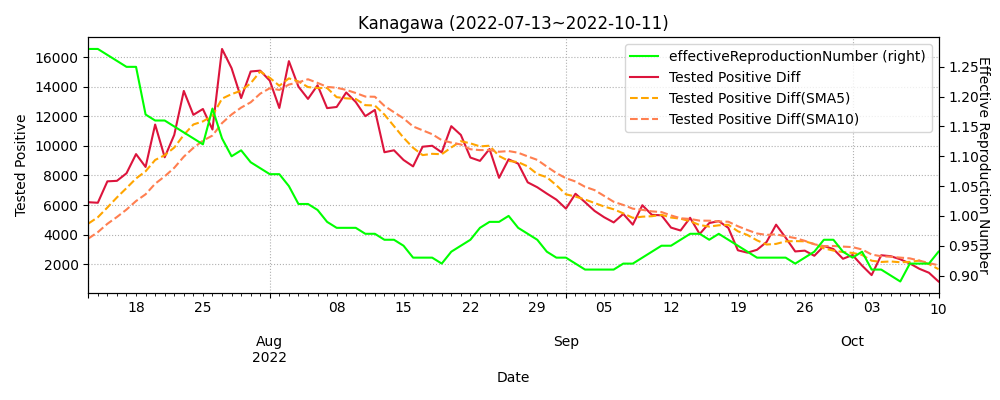 Kanagawa (2022-07-13~2022-10-11)
effectiveReproductionNumber (right)
Tested Positive Diff
Tested Positive Diff(SMA5)
Tested Positive Diff(SMA10)
Tested Positive
16000
14000
12000
10000
8000
6000
4000
2000
1.25
1.20
1.15
1.10
1.05
1.00
0.95
0.90
Effective Reproduction Number
18 25 08 15 22 29 05 12 19 26 03 10
Aug Sep Oct
2022
Date